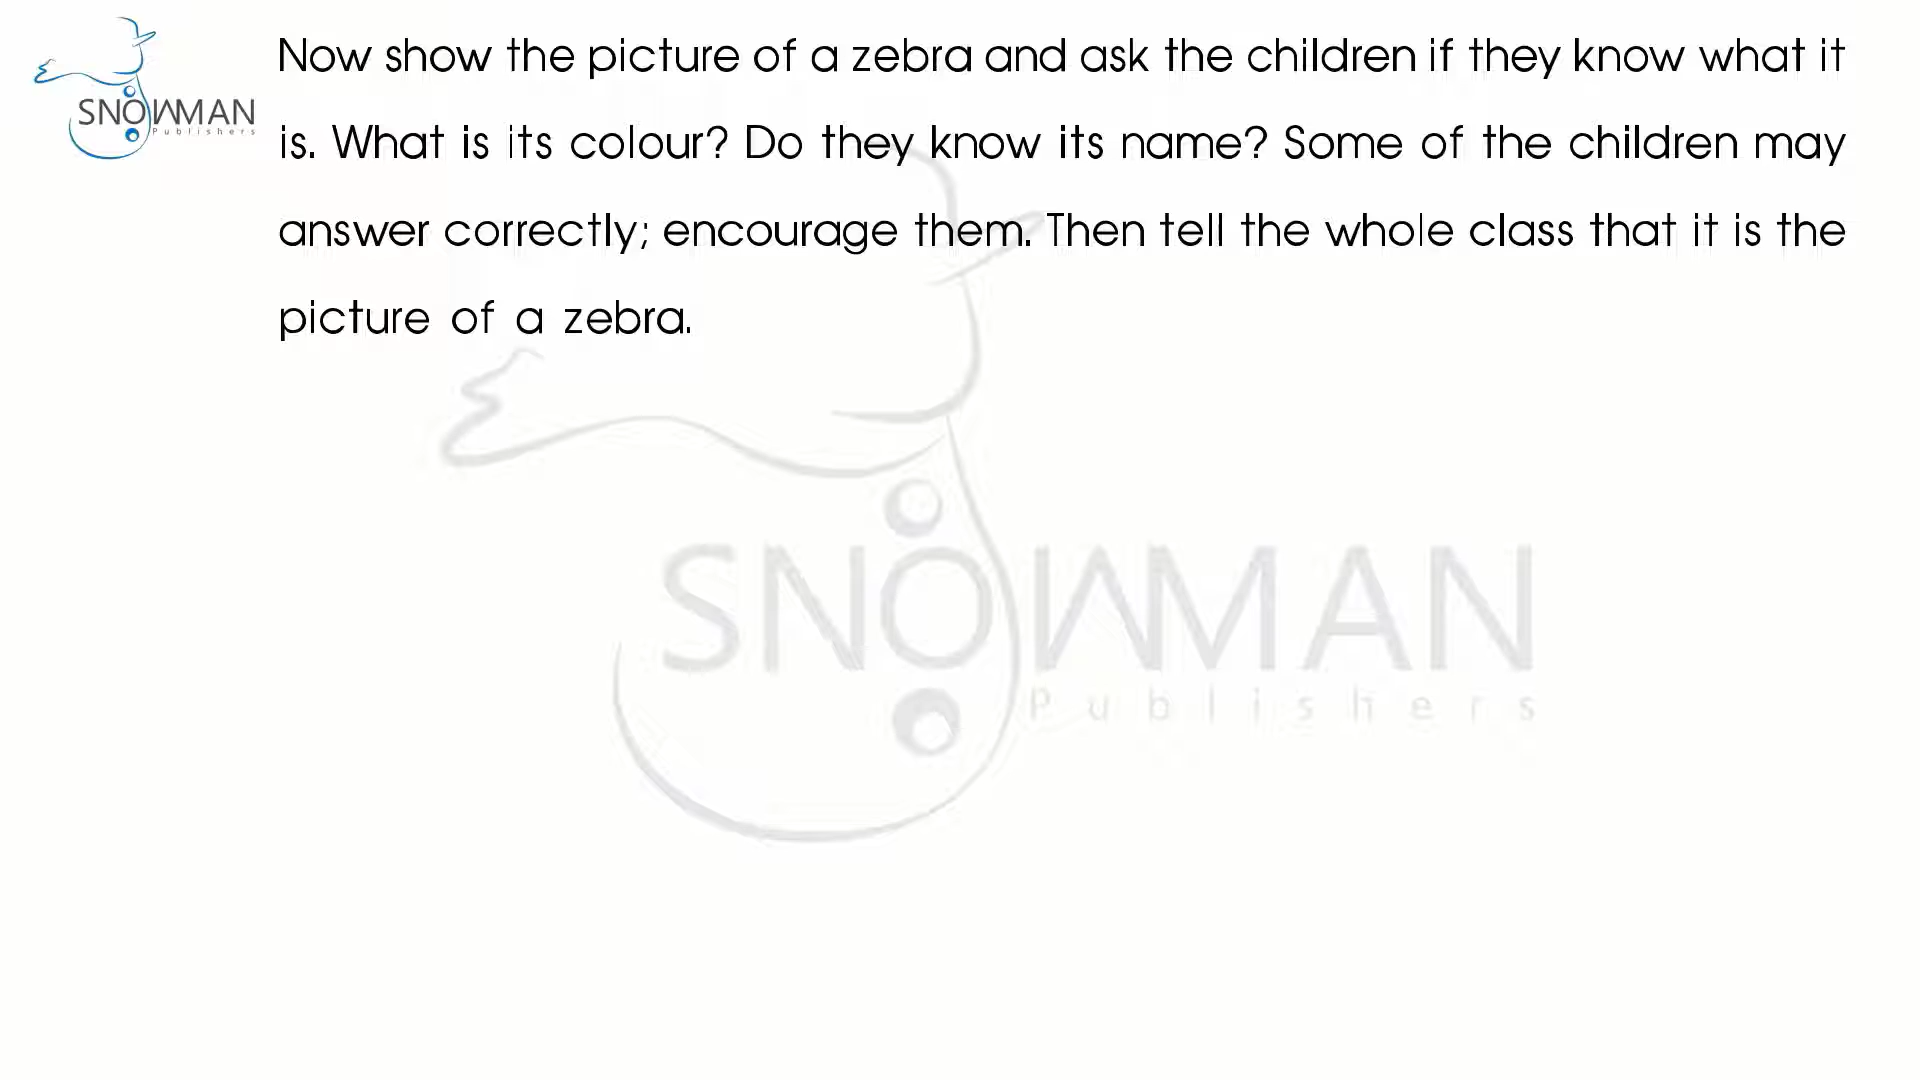 SNOWMAN
Publishers
Now show the picture of a zebra and ask the children if they know what it
is. What is its colour? Do they know its name? Some of the children may
answer correctly; encourage them. Then tell the whole class that it is the
picture of a zebra.
SNOWMAN
Publishers